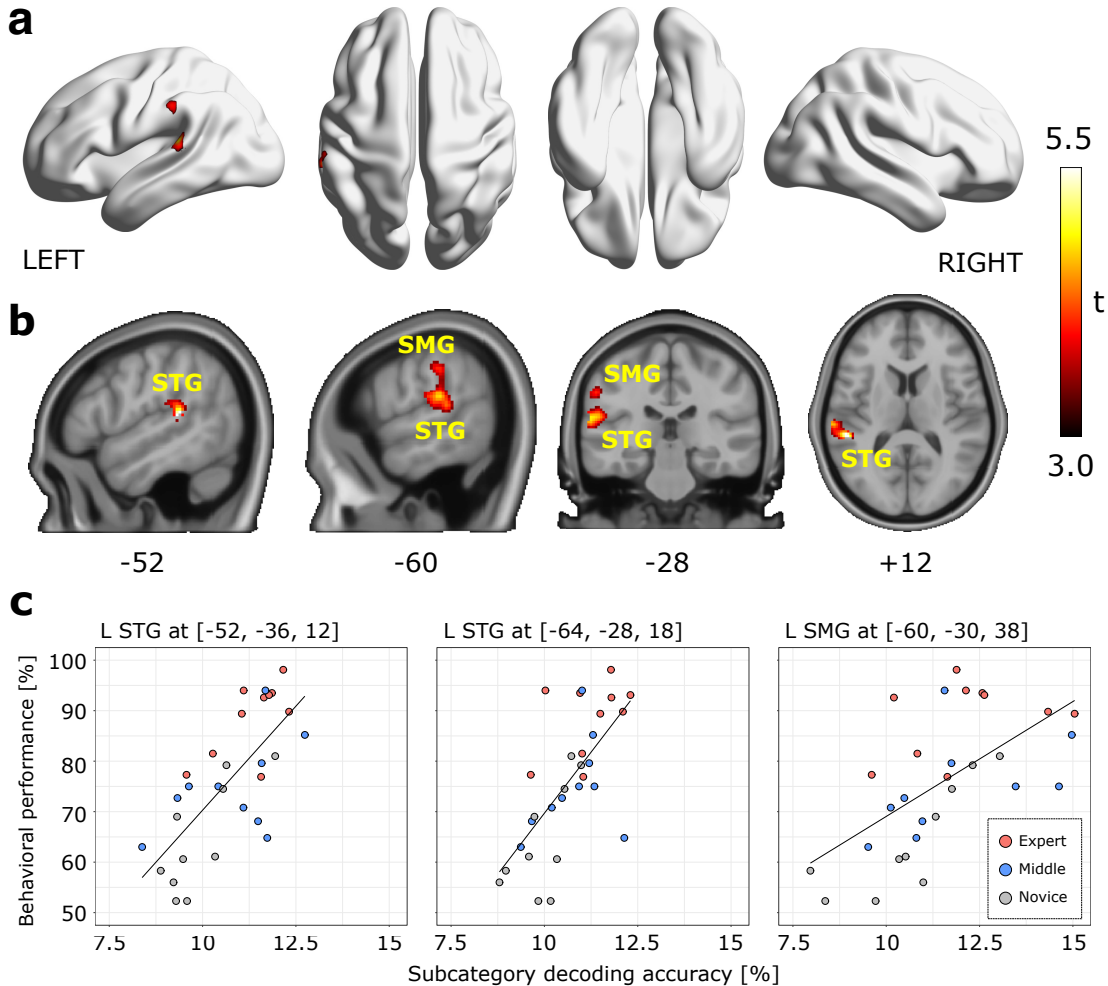 a
LEFT
RIGHT
5.5
t
3.0
b
STG
SMG
STG
SMG
STG
STG
-52
-60
-28
+12
c
L STG at [-52, -36, 12]
L STG at [-64, -28, 18]
L SMG at [-60, -30, 38]
Behavioral performance [%]
100
90
80
70
60
50
7.5 10 12.5 15
7.5 10 12.5 15
7.5 10 12.5 15
Expert
Middle
Novice
Subcategory decoding accuracy [%]